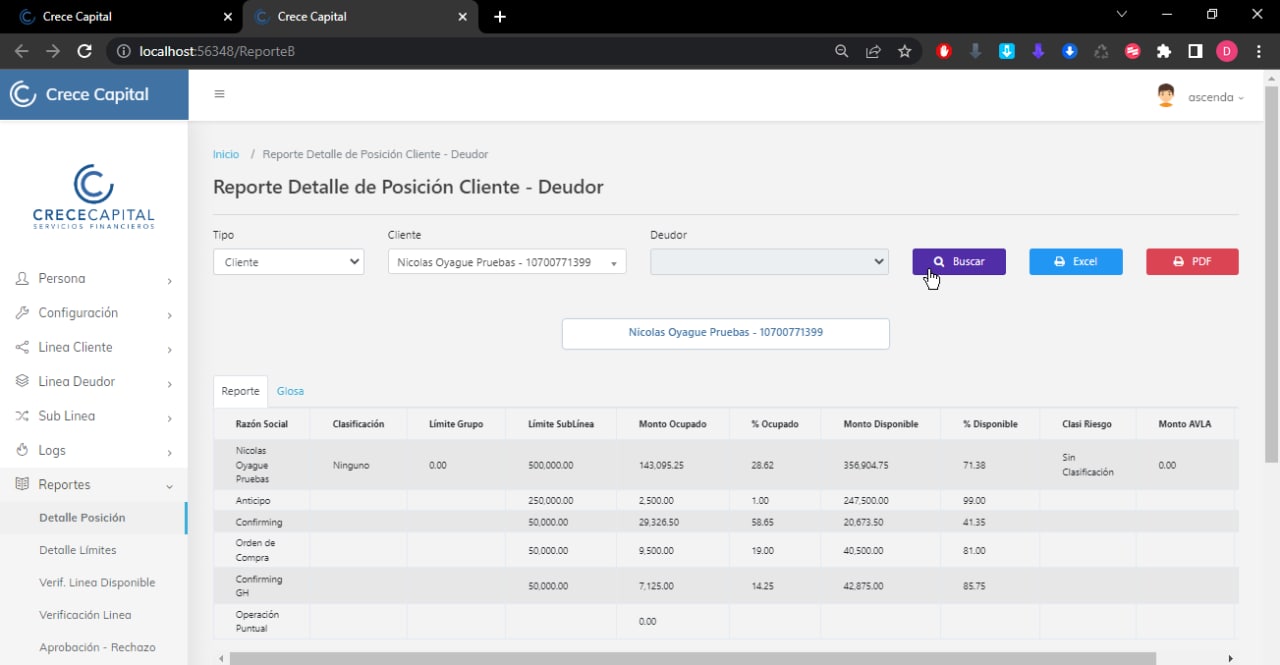 Crece Capital
Crece Capital
localhost:56348/ReporteB
D
Crece Capital
ascenda
CRECECAPITAL
SERVICIOS FINANCIEROS
Persona
Configuración
Linea Cliente
Linea Deudor
Sub Linea
Logs
Reportes
Detalle Posición
Detalle Límites
Verif. Linea Disponible
Verificación Linea
Aprobación - Rechazo
Inicio / Reporte Detalle de Posición Cliente - Deudor
Reporte Detalle de Posición Cliente - Deudor
Tipo Cliente Deudor
Cliente Nicolas Oyague Pruebas - 10700771399 Buscar Excel PDF
Nicolas Oyague Pruebas - 10700771399
Reporte Glosa
Razón Social Clasificación Límite Grupo Límite SubLínea Monto Ocupado % Ocupado Monto Disponible % Disponible Clasi Riesgo Monto AVLA
Nicolas
Oyague
Pruebas
Ninguno 0.00 500,000.00 143,095.25 28.62 356,904.75 71.38
Sin
Clasificación
0.00
Anticipo 250,000.00 2,500.00 1.00 247,500.00 99.00
Confirming 50,000.00 29,326.50 58.65 20,673.50 41.35
Orden de
Compra
50,000.00 9,500.00 19.00 40,500.00 81.00
Confirming
GH
50,000.00 7,125.00 14.25 42,875.00 85.75
Operación
Puntual
0.00